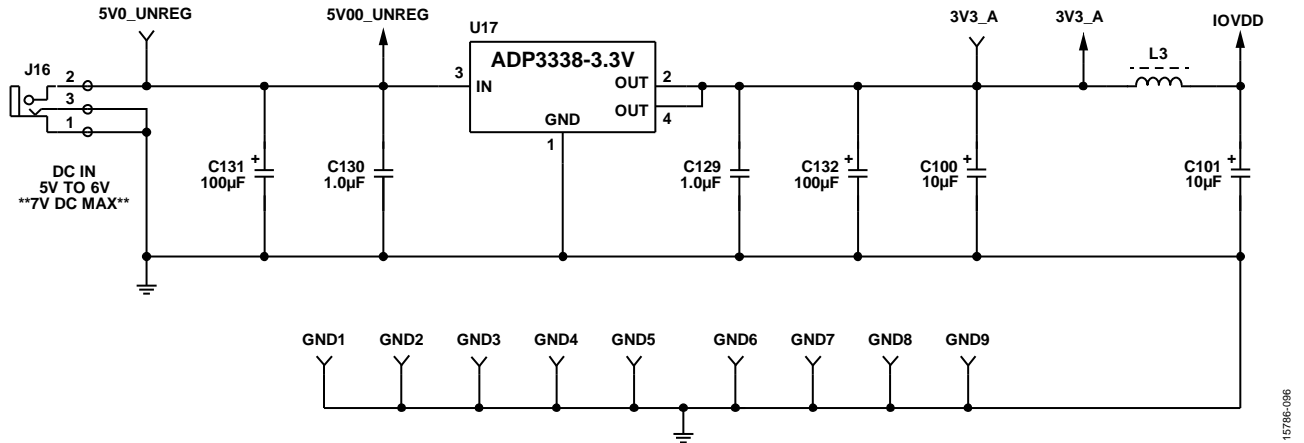 5V0_UNREG
5V00_UNREG
3V3_A
3V3_A
IOVDD
U17
ADP3338-3.3V
J16
L3
2
3
1
3
IN
OUT
2
OUT
4
GND
1
DC IN
5V TO 6V
**7V DC MAX**
C131
100µF
+
C130
1.0µF
C129
1.0µF
C132
100µF
+
C100
10µF
+
C101
10µF
+
GND1
GND2
GND3
GND4
GND5
GND6
GND7
GND8
GND9
15786-096